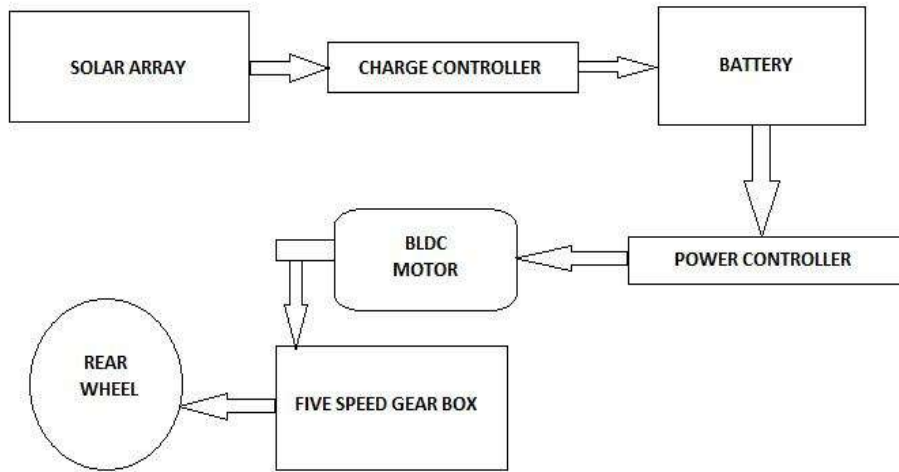 SOLAR ARRAY
CHARGE CONTROLLER
BATTERY
BLDC
MOTOR
POWER CONTROLLER
REAR
WHEEL
FIVE SPEED GEAR BOX